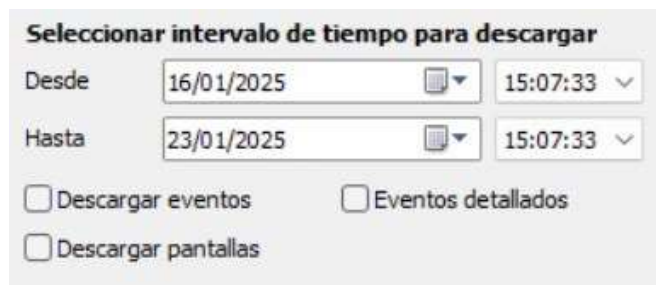 Seleccionar intervalo de tiempo para descargar
Desde 16/01/2025 15:07:33
Hasta 23/01/2025 15:07:33
Descargar eventos Eventos detallados
Descargar pantallas